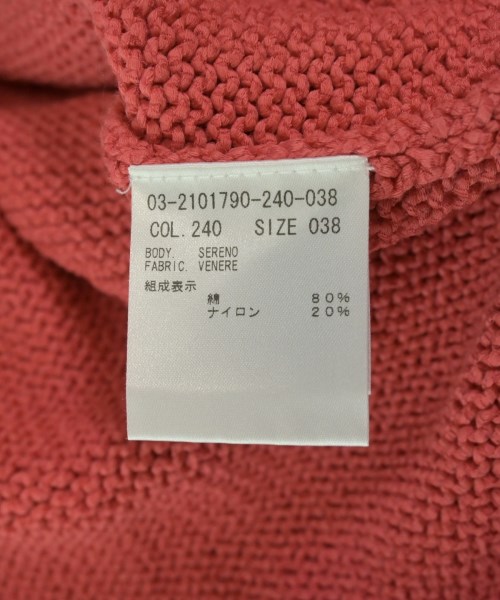 03-2101790-240-038
COL. 240 SIZE 038
BODY. SERENO
FABRIC. VENERE
組成表示
綿 80%
ナイロン 20%